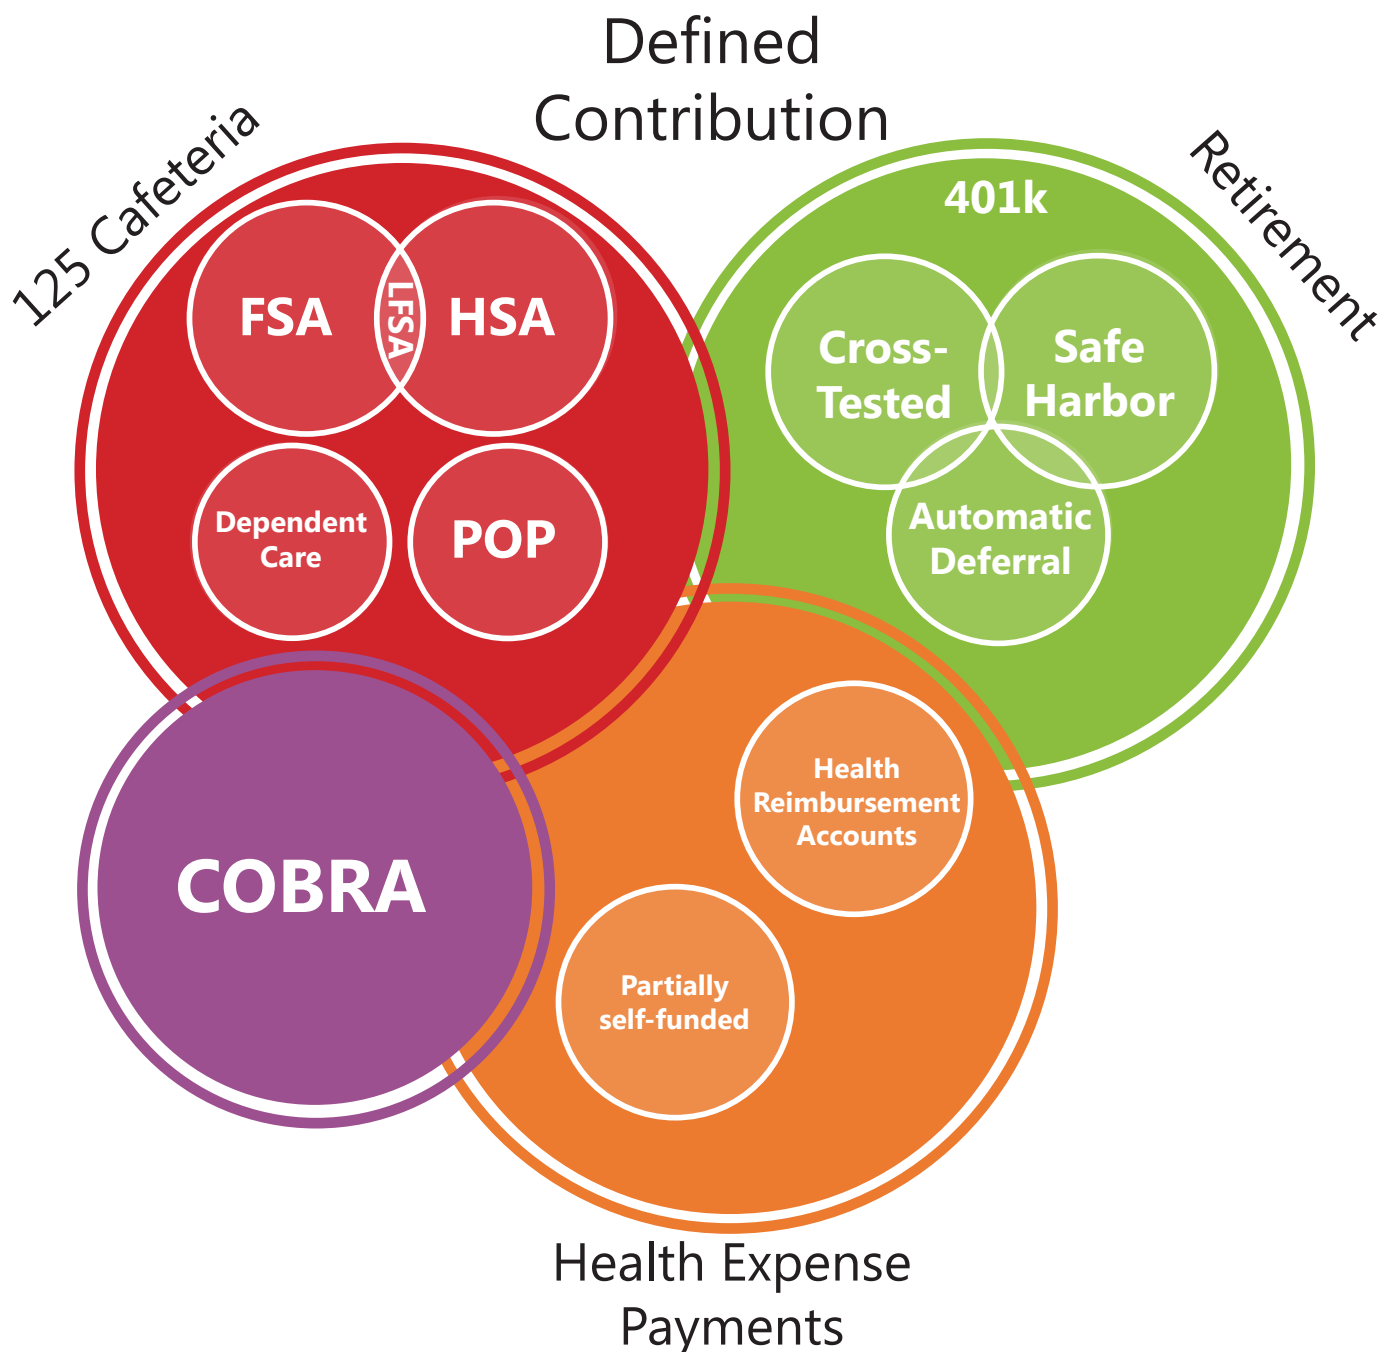 Defined
Contribution
125 Cafeteria
Retirement
FSA
LFSA
HSA
Dependent
Care
POP
401k
Cross-
Tested
Safe
Harbor
Automatic
Deferral
COBRA
Health
Reimbursement
Accounts
Partially
self-funded
Health Expense
Payments